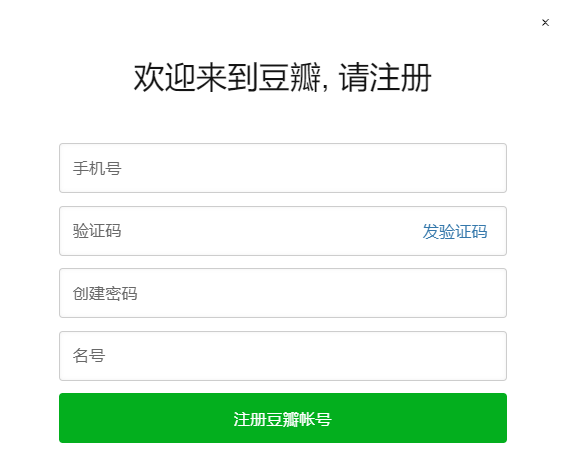 ×
欢迎来到豆瓣, 请注册
手机号
验证码 发验证码
创建密码
名号
注册豆瓣帐号